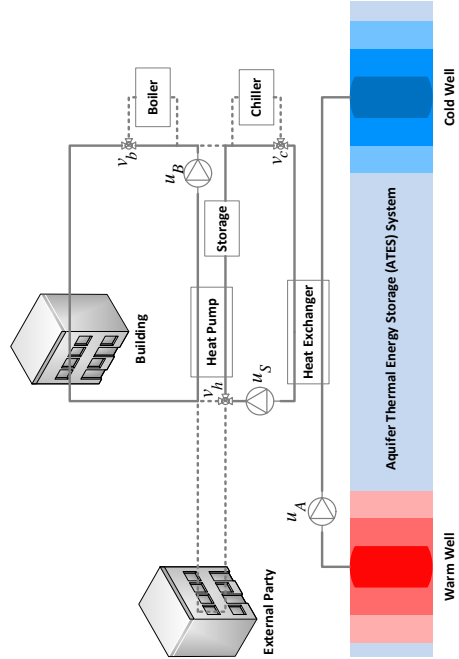 Boiler
v_b
Chiller
v_c
u_B
Storage
Building
Heat Pump
v_h
u_S
Heat Exchanger
External Party
u_A
Cold Well
Aquifer Thermal Energy Storage (ATES) System
Warm Well